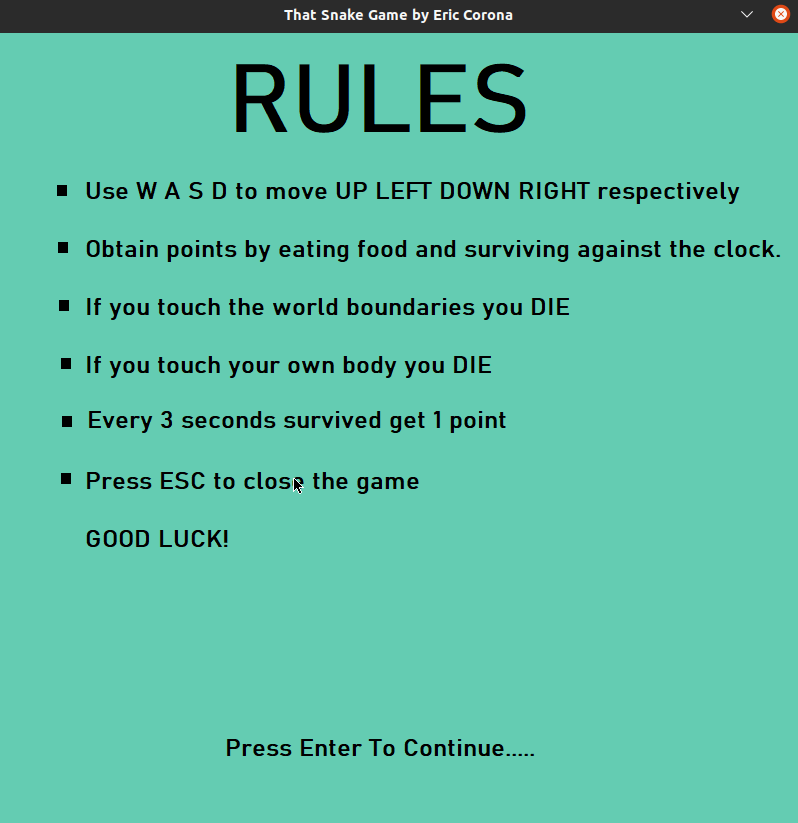 That Snake Game by Eric Corona
RULES
Use W A S D to move UP LEFT DOWN RIGHT respectively
Obtain points by eating food and surviving against the clock.
If you touch the world boundaries you DIE
If you touch your own body you DIE
Every 3 seconds survived get 1 point
Press ESC to close the game
GOOD LUCK!
Press Enter To Continue.....